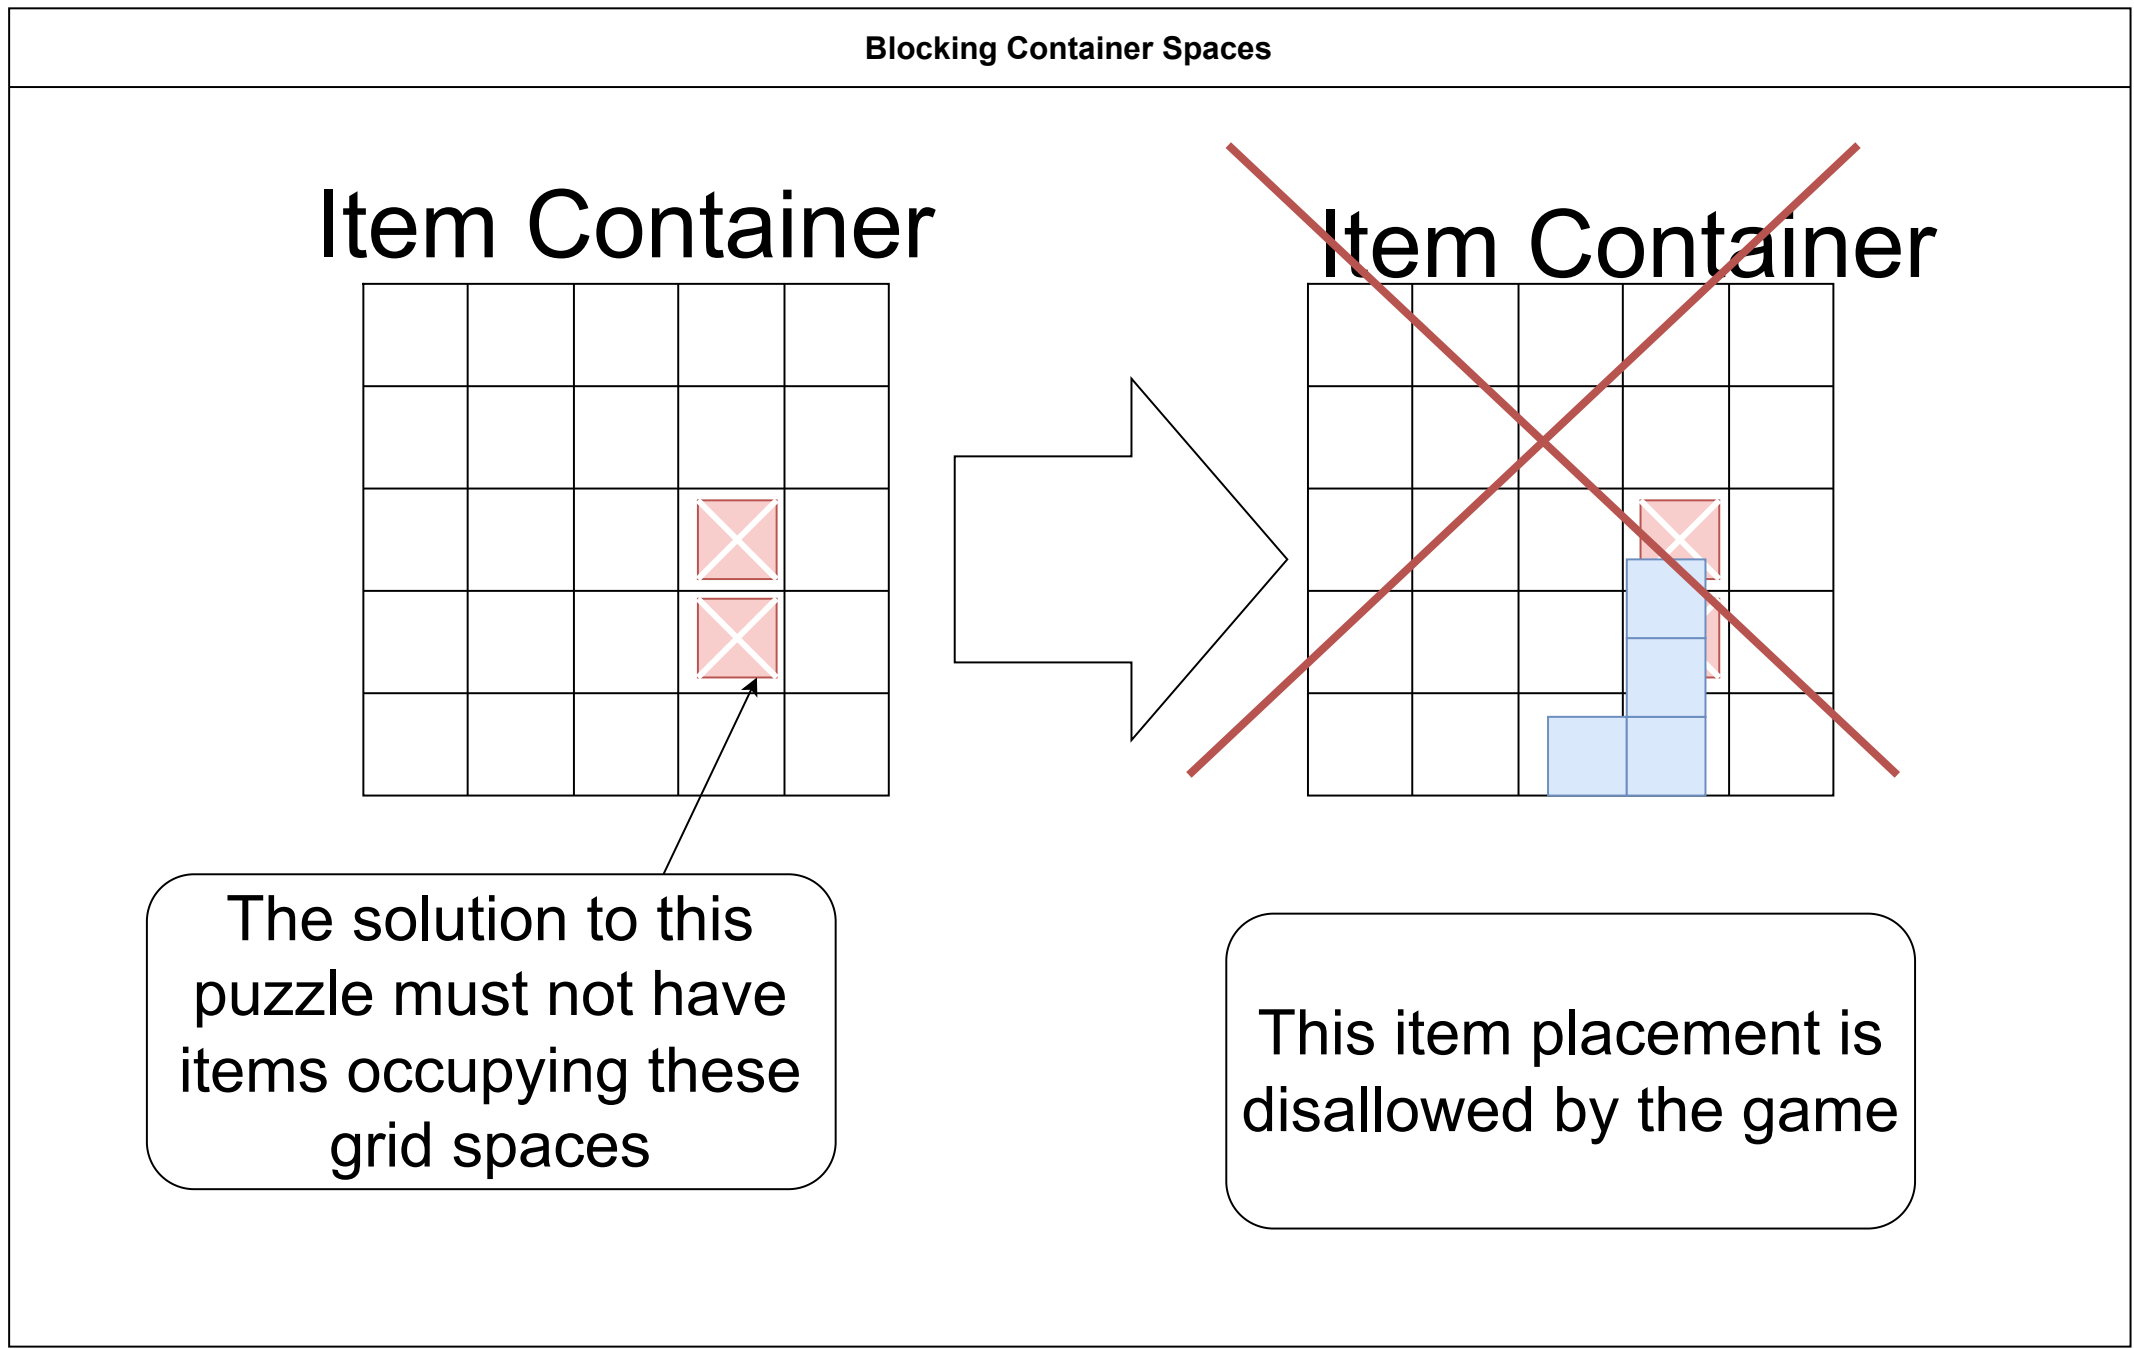 Blocking Container Spaces
Item Container
Item Container
The solution to this
puzzle must not have
items occupying these
grid spaces
This item placement is
disallowed by the game